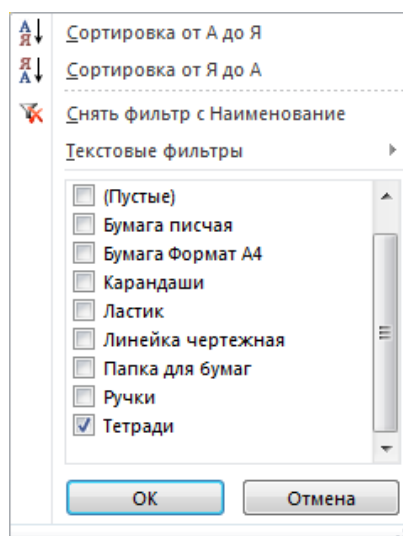 Сортировка от А до Я
Сортировка от Я до А
Снять фильтр с Наименование
Текстовые фильтры
(Пустые)
Бумага писчая
Бумага Формат А4
Карандаши
Ластик
Линейка чертежная
Папка для бумаг
Ручки
Тетради
ОК
Отмена